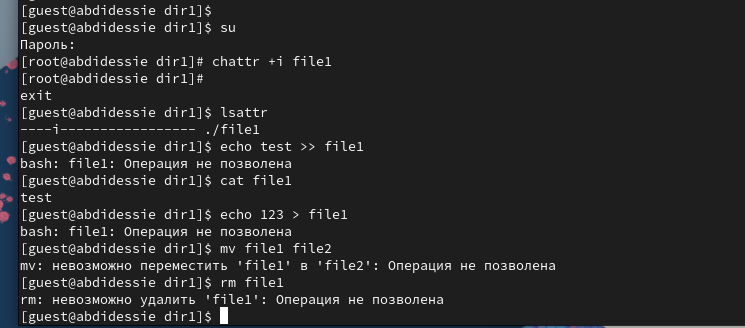 [guest@abdidessie dir1]$
[guest@abdidessie dir1]$ su
Пароль:
[root@abdidessie dir1]# chattr +i file1
[root@abdidessie dir1]#
exit
[guest@abdidessie dir1]$ lsattr
----i----------------- ./file1
[guest@abdidessie dir1]$ echo test >> file1
bash: file1: Операция не позволена
[guest@abdidessie dir1]$ cat file1
test
[guest@abdidessie dir1]$ echo 123 > file1
bash: file1: Операция не позволена
[guest@abdidessie dir1]$ mv file1 file2
mv: невозможно переместить 'file1' в 'file2': Операция не позволена
[guest@abdidessie dir1]$ rm file1
rm: невозможно удалить 'file1': Операция не позволена
[guest@abdidessie dir1]$